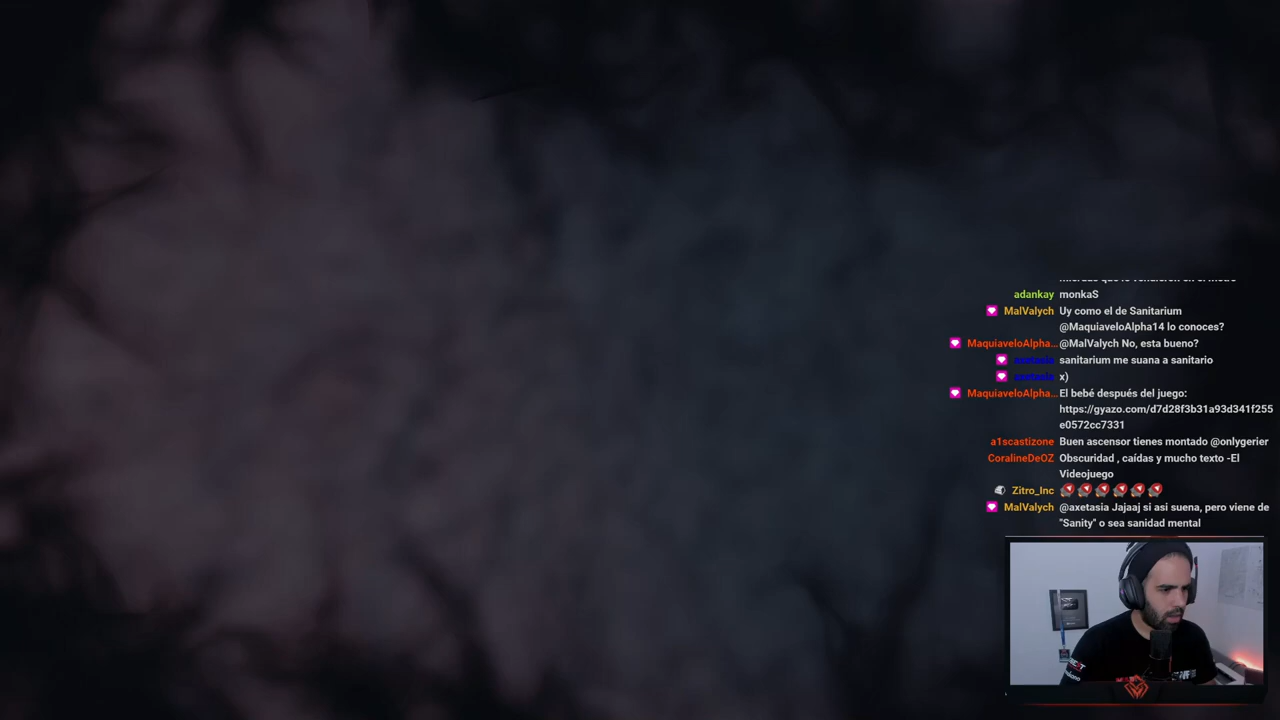 adankay monkaS
MalValych Uy como el de Sanitarium
@MaquiaveloAlpha14 lo conoces?
MaquiaveloAlpha... @MalValych No, esta bueno?
axetasia sanitarium me suana a sanitario
axetasia x)
MaquiaveloAlpha... El bebé después del juego:
https://gyazo.com/d7d28f3b31a93d341f255
e0572cc7331
a1scastizone Buen ascensor tienes montado @onlygerier
CoralineDeOZ Obscuridad , caídas y mucho texto -El
Videojuego
Zitro_Inc
MalValych @axetasia Jajaaj si asi suena, pero viene de
"Sanity" o sea sanidad mental